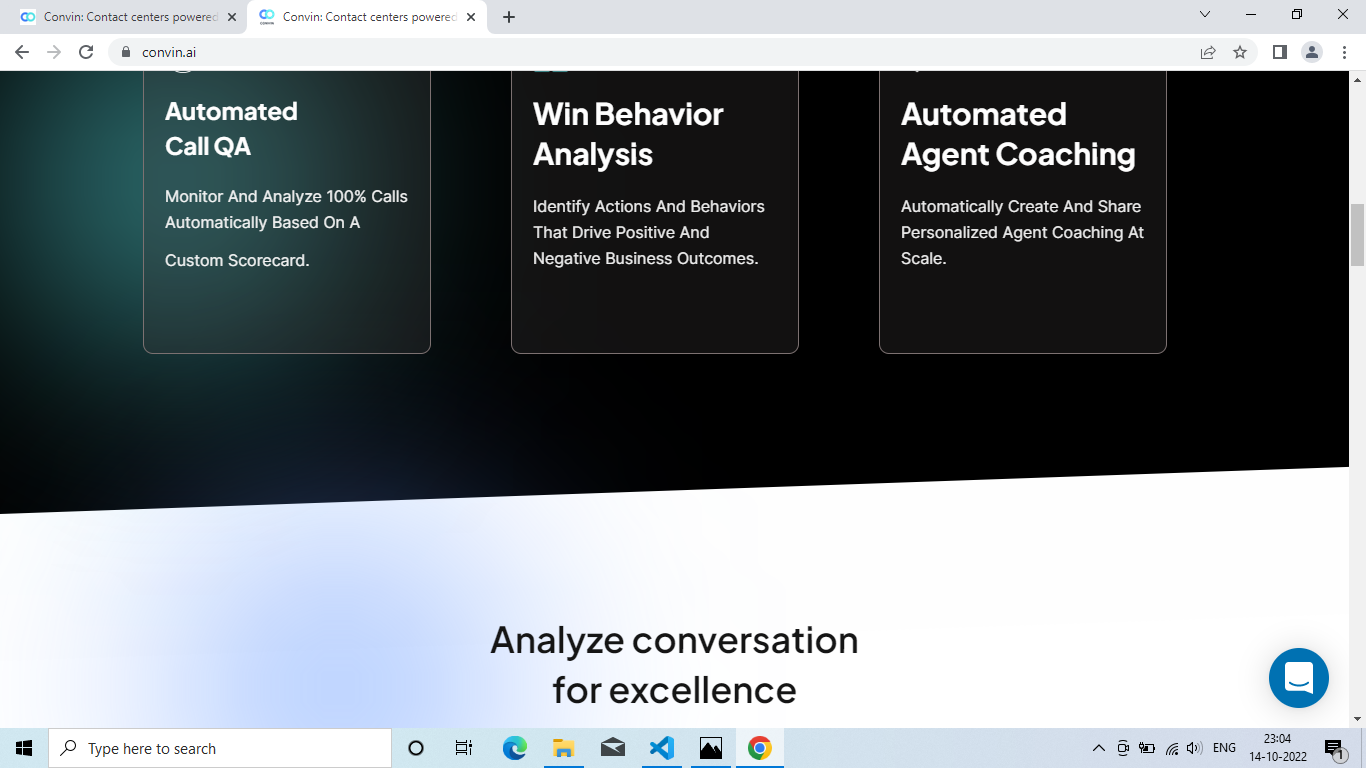 Convin: Contact centers powered
Convin: Contact centers powered
CONVIN
convin.ai
Automated
Call QA
Monitor And Analyze 100% Calls
Automatically Based On A
Custom Scorecard.
Win Behavior
Analysis
Identify Actions And Behaviors
That Drive Positive And
Negative Business Outcomes.
Automated
Agent Coaching
Automatically Create And Share
Personalized Agent Coaching At
Scale.
Analyze conversation
for excellence
Type here to search
ENG
23:04
14-10-2022
1